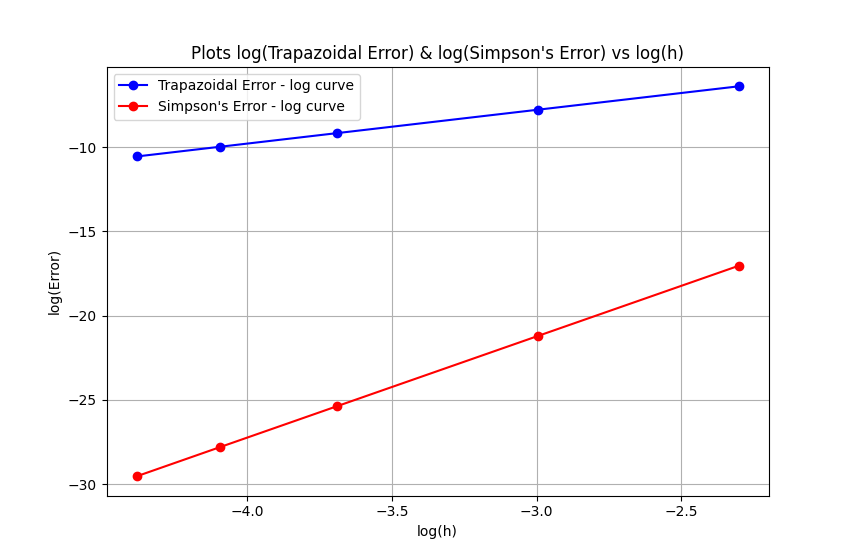 Plots log(Trapazoidal Error) & log(Simpson's Error) vs log(h)
Trapazoidal Error - log curve
Simpson's Error - log curve
log(Error)
−10
−15
−20
−25
−30
−4.0
−3.5
−3.0
−2.5
log(h)